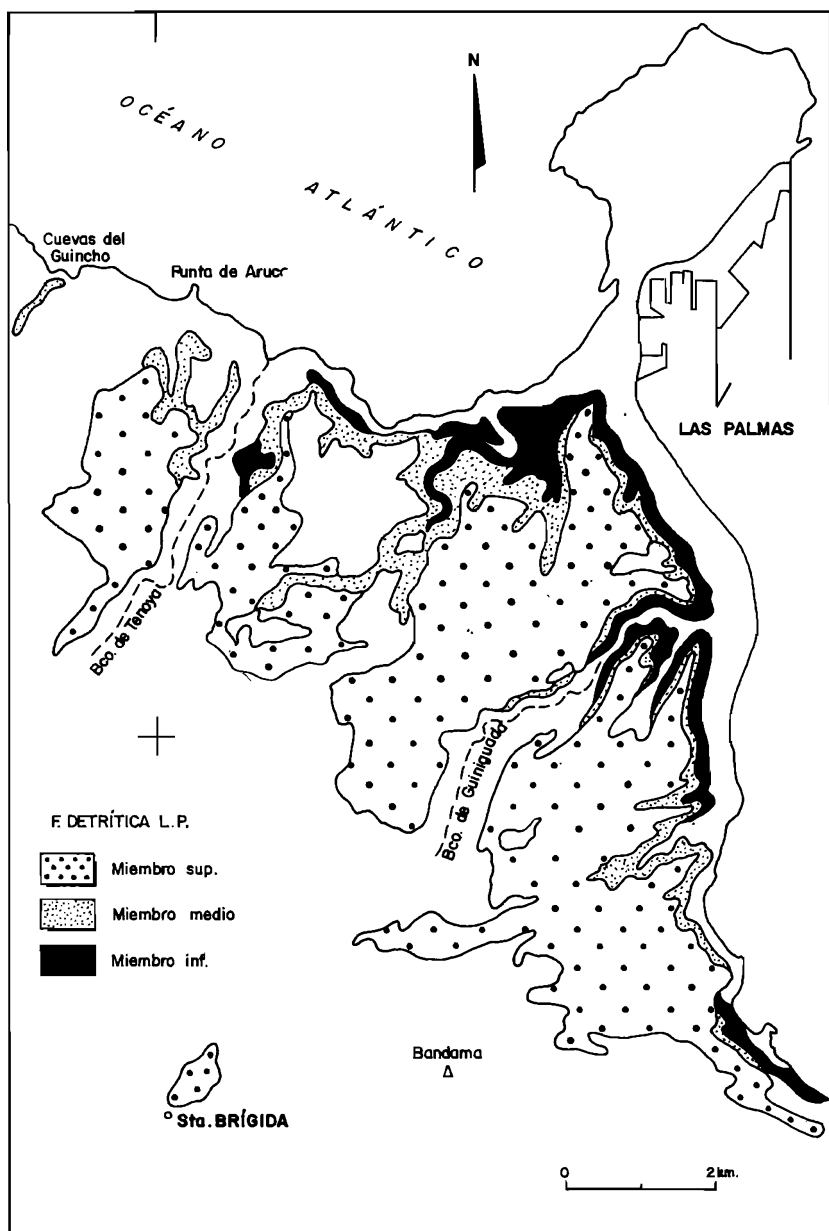 OCÉANO
ATLÁNTICO
N
Cuevas del
Guincho
Punta de Arucr
LAS PALMAS
Bco. de Tenoya
Bco. de Guiniguada
F. DETRÍTICA L.P.
Miembro sup.
Miembro medio
Miembro inf.
Bandama
Sta. BRÍGIDA
0 2 km.